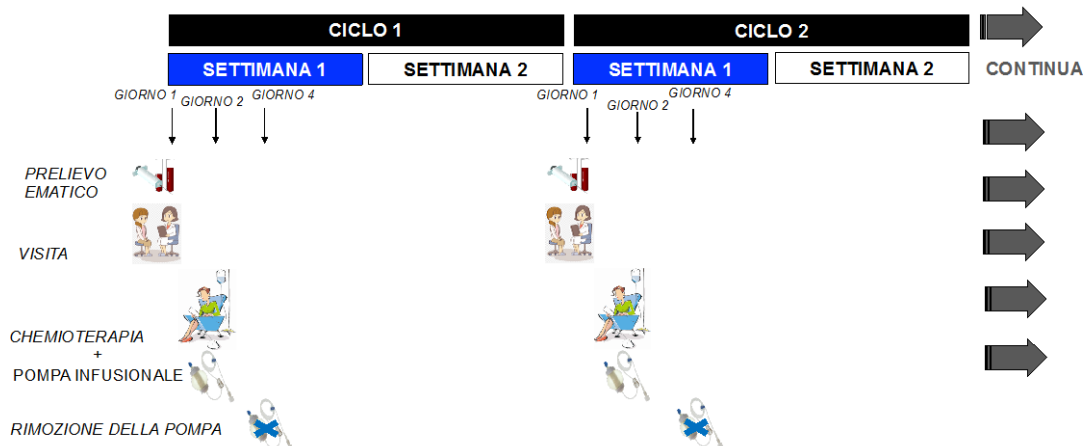 CICLO 1
CICLO 2
SETTIMANA 1
SETTIMANA 2
SETTIMANA 1
SETTIMANA 2
CONTINUA
GIORNO 1
GIORNO 2
GIORNO 4
GIORNO 1
GIORNO 2
GIORNO 4
PRELIEVO
EMATICO
VISITA
CHEMIOTERAPIA
+
POMPA INFUSIONALE
RIMOZIONE DELLA POMPA